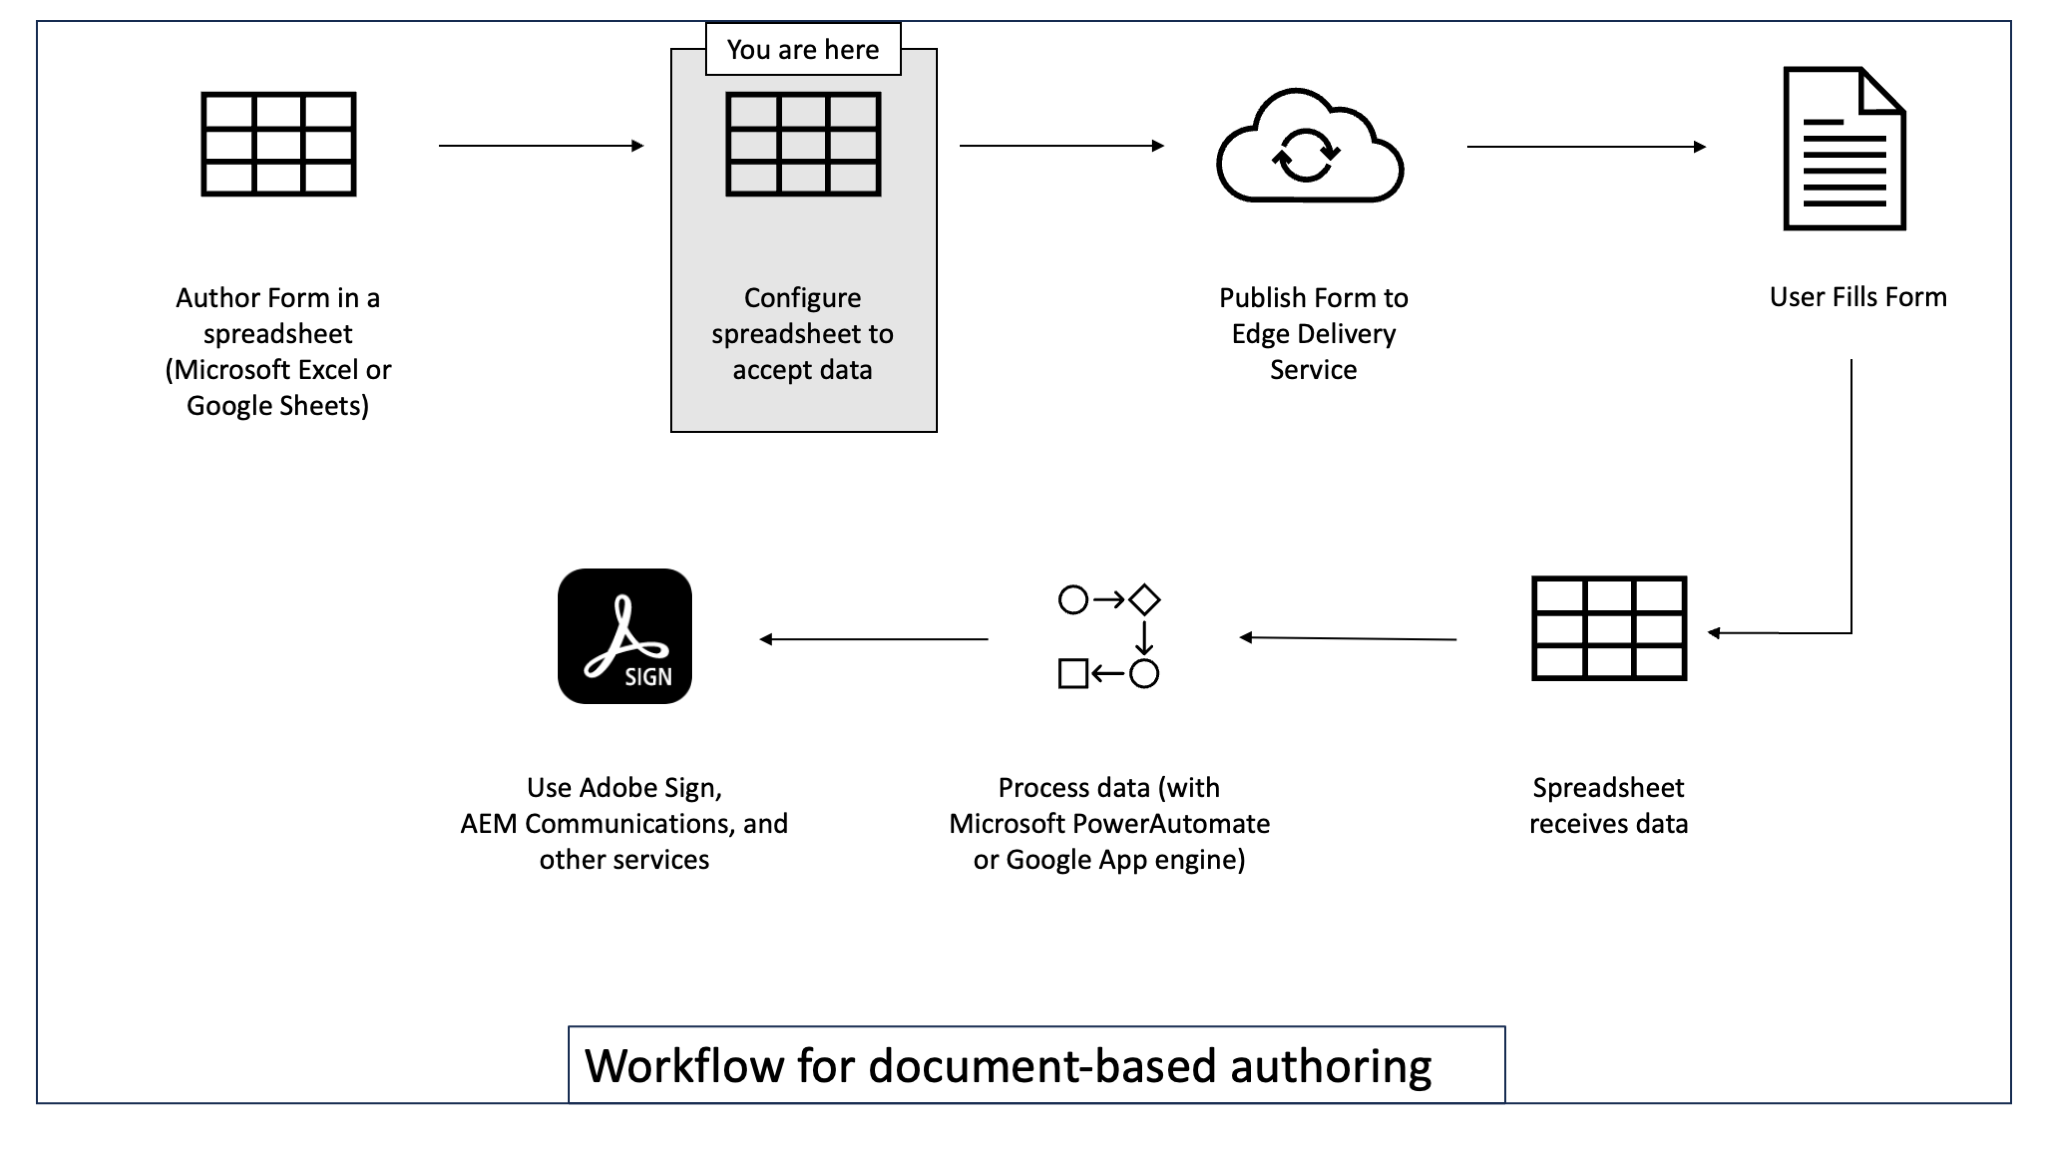 You are here
Author Form in a
spreadsheet
(Microsoft Excel or
Google Sheets)
Configure
spreadsheet to
accept data
Publish Form to
Edge Delivery
Service
User Fills Form
SIGN
Use Adobe Sign,
AEM Communications, and
other services
Process data (with
Microsoft PowerAutomate
or Google App engine)
Spreadsheet
receives data
Workflow for document-based authoring